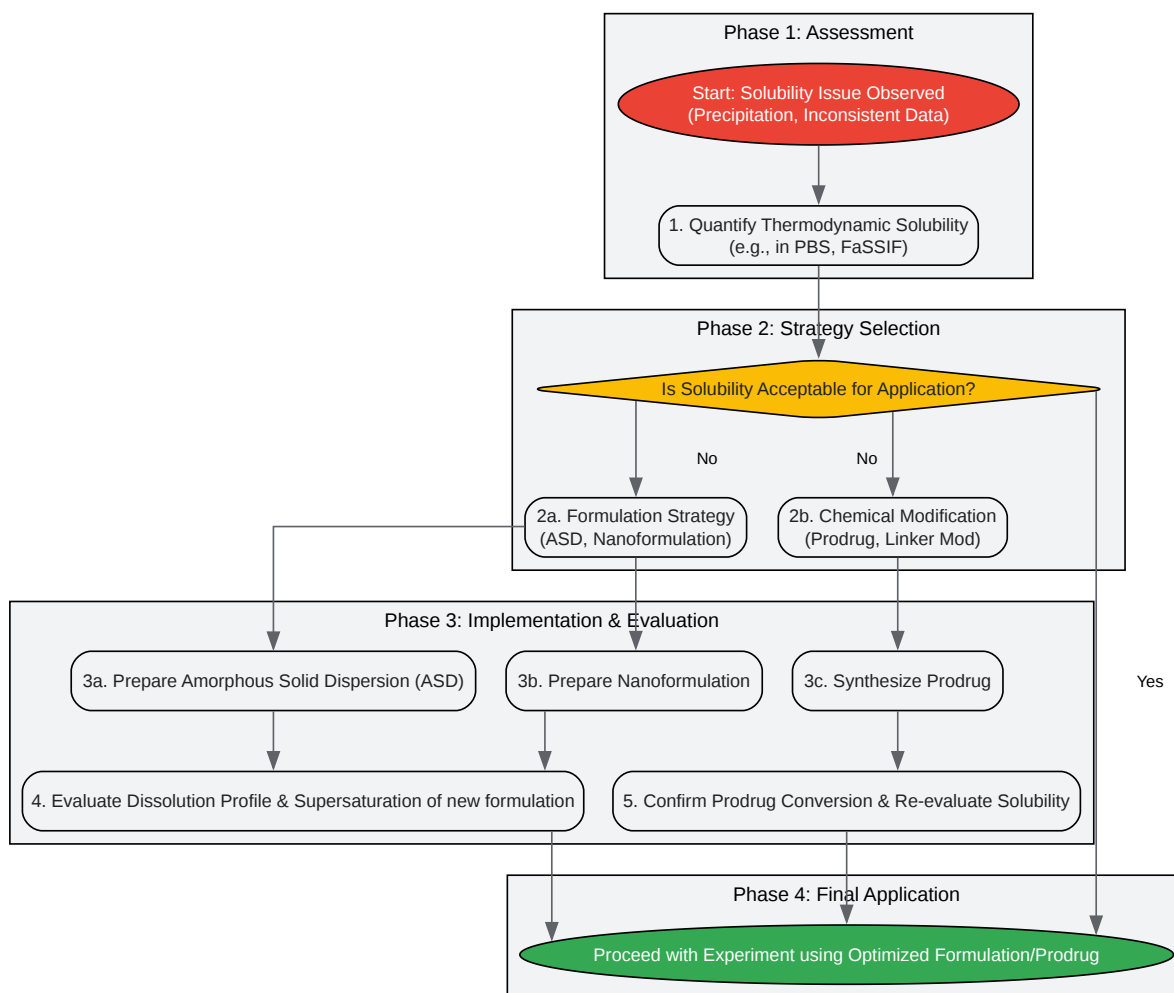 Phase 1: Assessment
Start: Solubility Issue Observed
(Precipitation, Inconsistent Data)
1. Quantify Thermodynamic Solubility
(e.g., in PBS, FaSSIF)
Phase 2: Strategy Selection
Is Solubility Acceptable for Application?
No
No
2a. Formulation Strategy
(ASD, Nanoformulation)
2b. Chemical Modification
(Prodrug, Linker Mod)
Phase 3: Implementation & Evaluation
3a. Prepare Amorphous Solid Dispersion (ASD)
3b. Prepare Nanoformulation
3c. Synthesize Prodrug
Yes
4. Evaluate Dissolution Profile & Supersaturation of new formulation
5. Confirm Prodrug Conversion & Re-evaluate Solubility
Phase 4: Final Application
Proceed with Experiment using Optimized Formulation/Prodrug